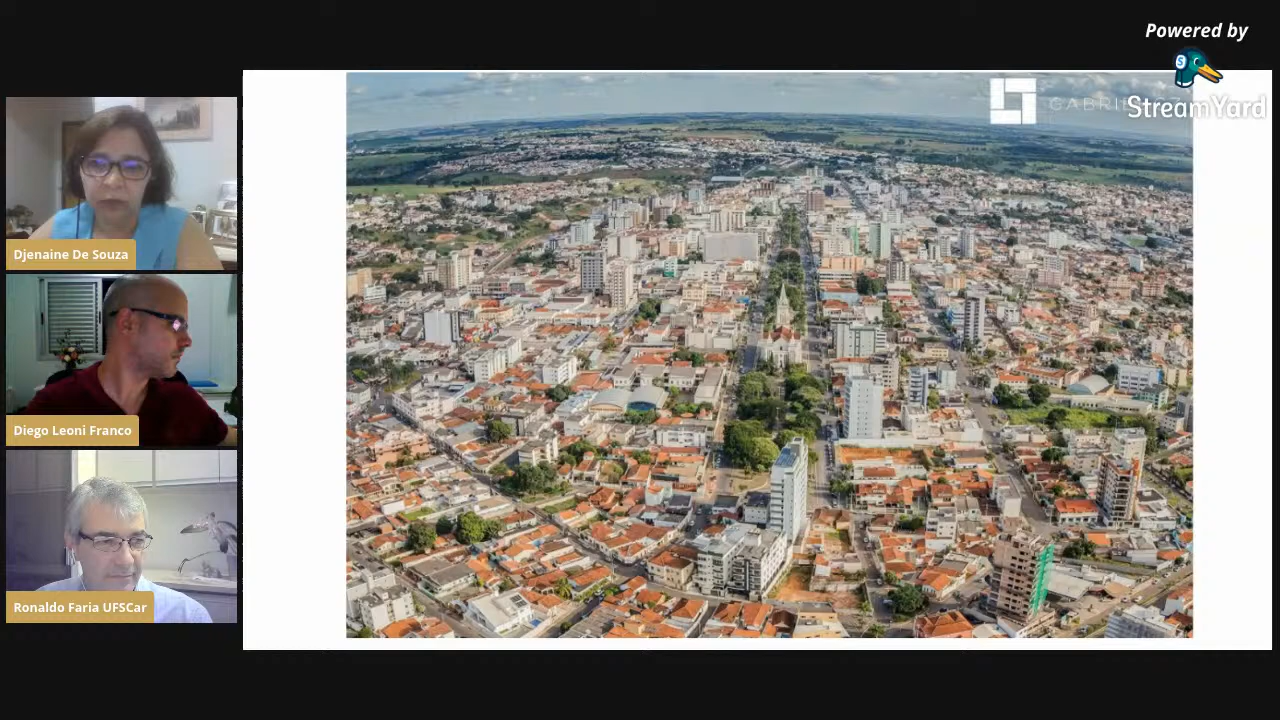 Powered by
StreamYard
Djenaine De Souza
Diego Leoni Franco
Ronaldo Faria UFSCar